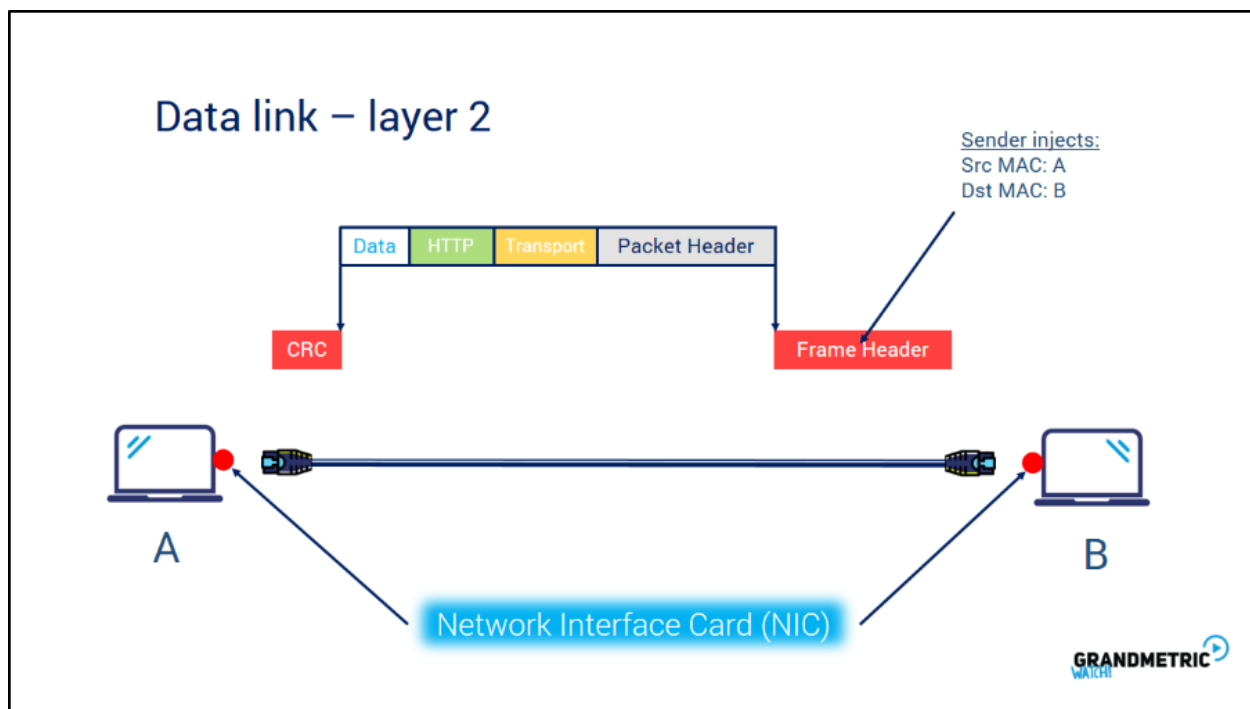 Data link – layer 2
Sender injects:
Src MAC: A
Dst MAC: B
Data HTTP Transport Packet Header
CRC Frame Header
A B
Network Interface Card (NIC)
GRANDMETRIC
WATCH!